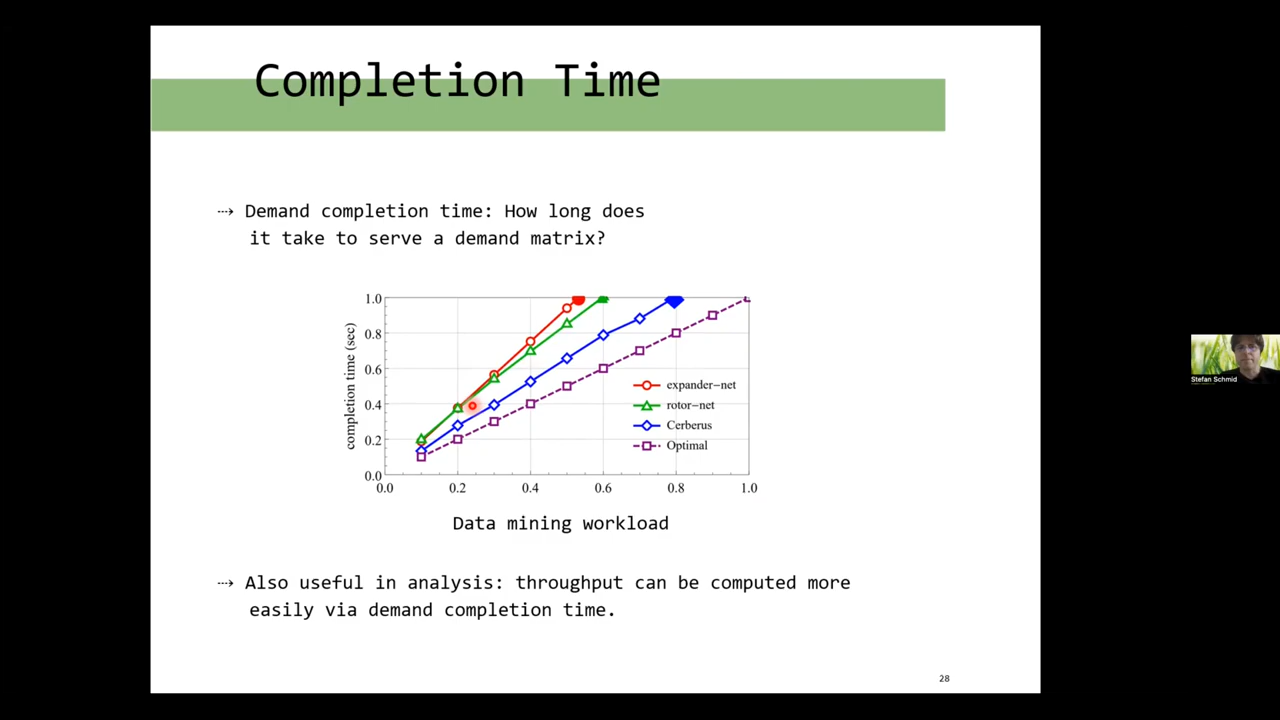 Completion Time
⇢ Demand completion time: How long does
it take to serve a demand matrix?
completion time (sec)
1.0
0.8
0.6
0.4
0.2
0.0
expander-net
rotor-net
Cerberus
Optimal
0.0 0.2 0.4 0.6 0.8 1.0
Data mining workload
⇢ Also useful in analysis: throughput can be computed more
easily via demand completion time.
28
Stefan Schmid